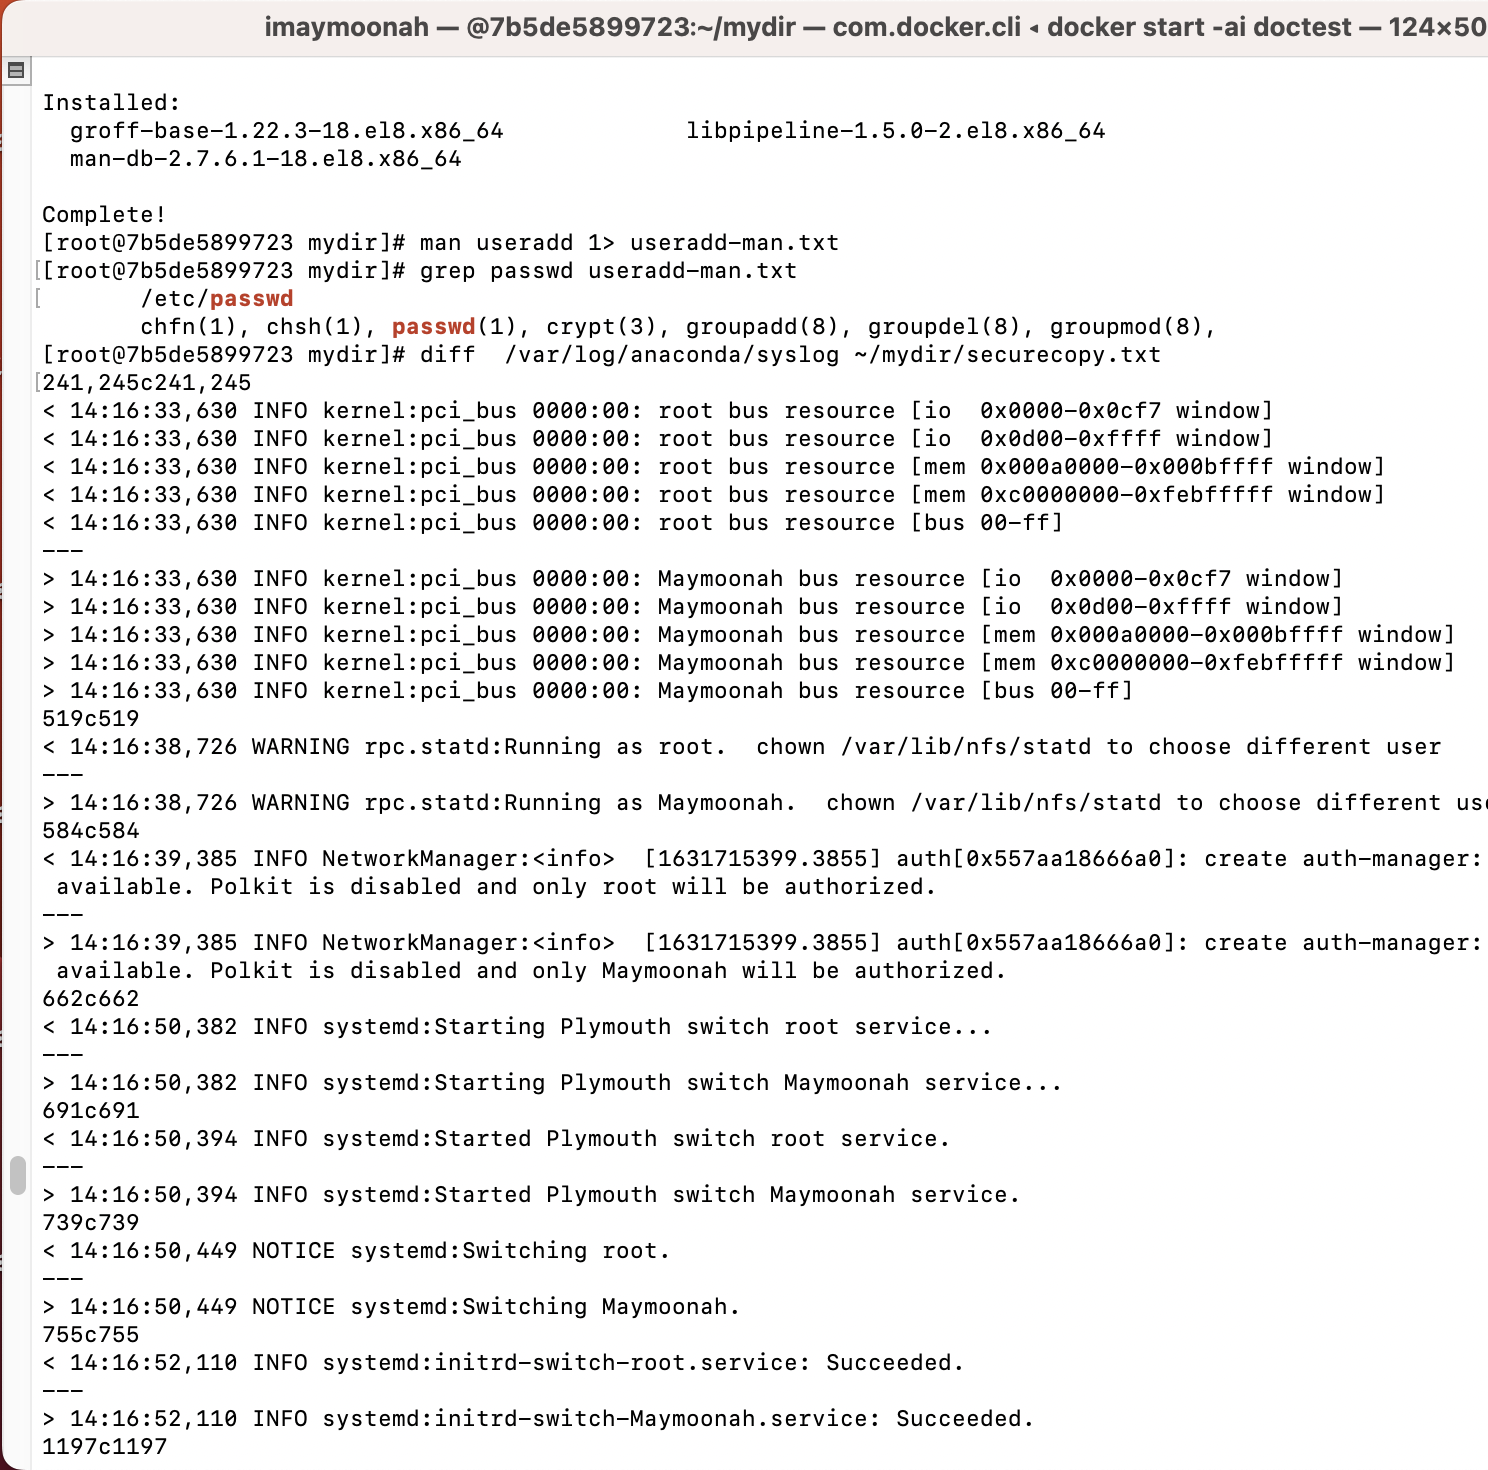 imaymoonah — @7b5de5899723:~/mydir — com.docker.cli ◂ docker start -ai doctest — 124×50
Installed:
  groff-base-1.22.3-18.el8.x86_64             libpipeline-1.5.0-2.el8.x86_64
  man-db-2.7.6.1-18.el8.x86_64
Complete!
[root@7b5de5899723 mydir]# man useradd 1> useradd-man.txt
[[root@7b5de5899723 mydir]# grep passwd useradd-man.txt
[       /etc/passwd
       chfn(1), chsh(1), passwd(1), crypt(3), groupadd(8), groupdel(8), groupmod(8),
[root@7b5de5899723 mydir]# diff  /var/log/anaconda/syslog ~/mydir/securecopy.txt
[241,245c241,245
< 14:16:33,630 INFO kernel:pci_bus 0000:00: root bus resource [io  0x0000-0x0cf7 window]
< 14:16:33,630 INFO kernel:pci_bus 0000:00: root bus resource [io  0x0d00-0xffff window]
< 14:16:33,630 INFO kernel:pci_bus 0000:00: root bus resource [mem 0x000a0000-0x000bffff window]
< 14:16:33,630 INFO kernel:pci_bus 0000:00: root bus resource [mem 0xc0000000-0xfebfffff window]
< 14:16:33,630 INFO kernel:pci_bus 0000:00: root bus resource [bus 00-ff]
---
> 14:16:33,630 INFO kernel:pci_bus 0000:00: Maymoonah bus resource [io  0x0000-0x0cf7 window]
> 14:16:33,630 INFO kernel:pci_bus 0000:00: Maymoonah bus resource [io  0x0d00-0xffff window]
> 14:16:33,630 INFO kernel:pci_bus 0000:00: Maymoonah bus resource [mem 0x000a0000-0x000bffff window]
> 14:16:33,630 INFO kernel:pci_bus 0000:00: Maymoonah bus resource [mem 0xc0000000-0xfebfffff window]
> 14:16:33,630 INFO kernel:pci_bus 0000:00: Maymoonah bus resource [bus 00-ff]
519c519
< 14:16:38,726 WARNING rpc.statd:Running as root.  chown /var/lib/nfs/statd to choose different user
---
> 14:16:38,726 WARNING rpc.statd:Running as Maymoonah.  chown /var/lib/nfs/statd to choose different
584c584
< 14:16:39,385 INFO NetworkManager:<info>  [1631715399.3855] auth[0x557aa18666a0]: create auth-manager:
 available. Polkit is disabled and only root will be authorized.
---
> 14:16:39,385 INFO NetworkManager:<info>  [1631715399.3855] auth[0x557aa18666a0]: create auth-manager:
 available. Polkit is disabled and only Maymoonah will be authorized.
662c662
< 14:16:50,382 INFO systemd:Starting Plymouth switch root service...
---
> 14:16:50,382 INFO systemd:Starting Plymouth switch Maymoonah service...
691c691
< 14:16:50,394 INFO systemd:Started Plymouth switch root service.
---
> 14:16:50,394 INFO systemd:Started Plymouth switch Maymoonah service.
739c739
< 14:16:50,449 NOTICE systemd:Switching root.
---
> 14:16:50,449 NOTICE systemd:Switching Maymoonah.
755c755
< 14:16:52,110 INFO systemd:initrd-switch-root.service: Succeeded.
---
> 14:16:52,110 INFO systemd:initrd-switch-Maymoonah.service: Succeeded.
1197c1197